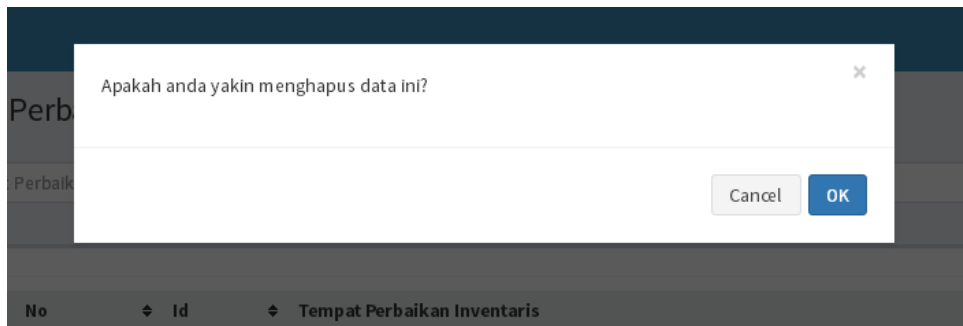 Apakah anda yakin menghapus data ini?
×
Perb
Perbaik
Cancel OK
No Id Tempat Perbaikan Inventaris